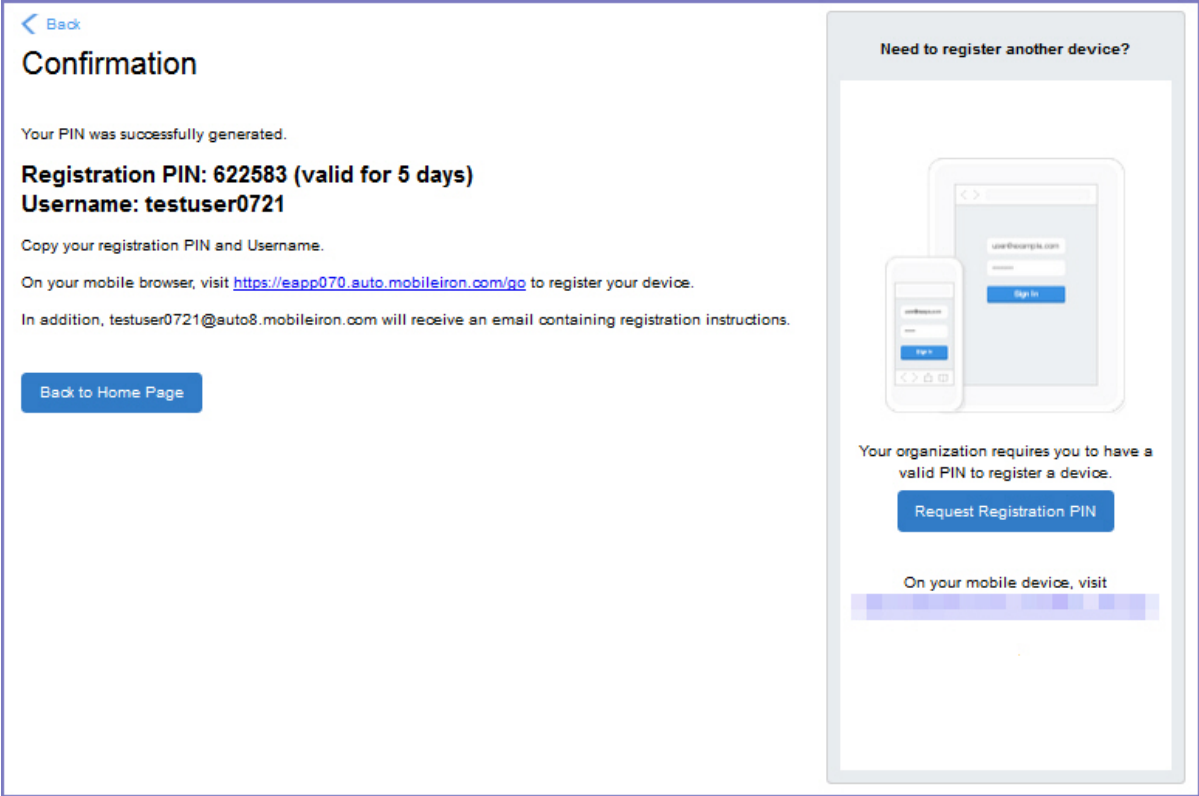 Back
Confirmation
Your PIN was successfully generated.
Registration PIN: 622583 (valid for 5 days)
Username: testuser0721
Copy your registration PIN and Username.
On your mobile browser, visit https://eapp070.auto.mobileiron.com/go to register your device.
In addition, testuser0721@auto8.mobileiron.com will receive an email containing registration instructions.
Back to Home Page
Need to register another device?
user@example.com
Sign In
Sign In
Your organization requires you to have a
valid PIN to register a device.
Request Registration PIN
On your mobile device, visit